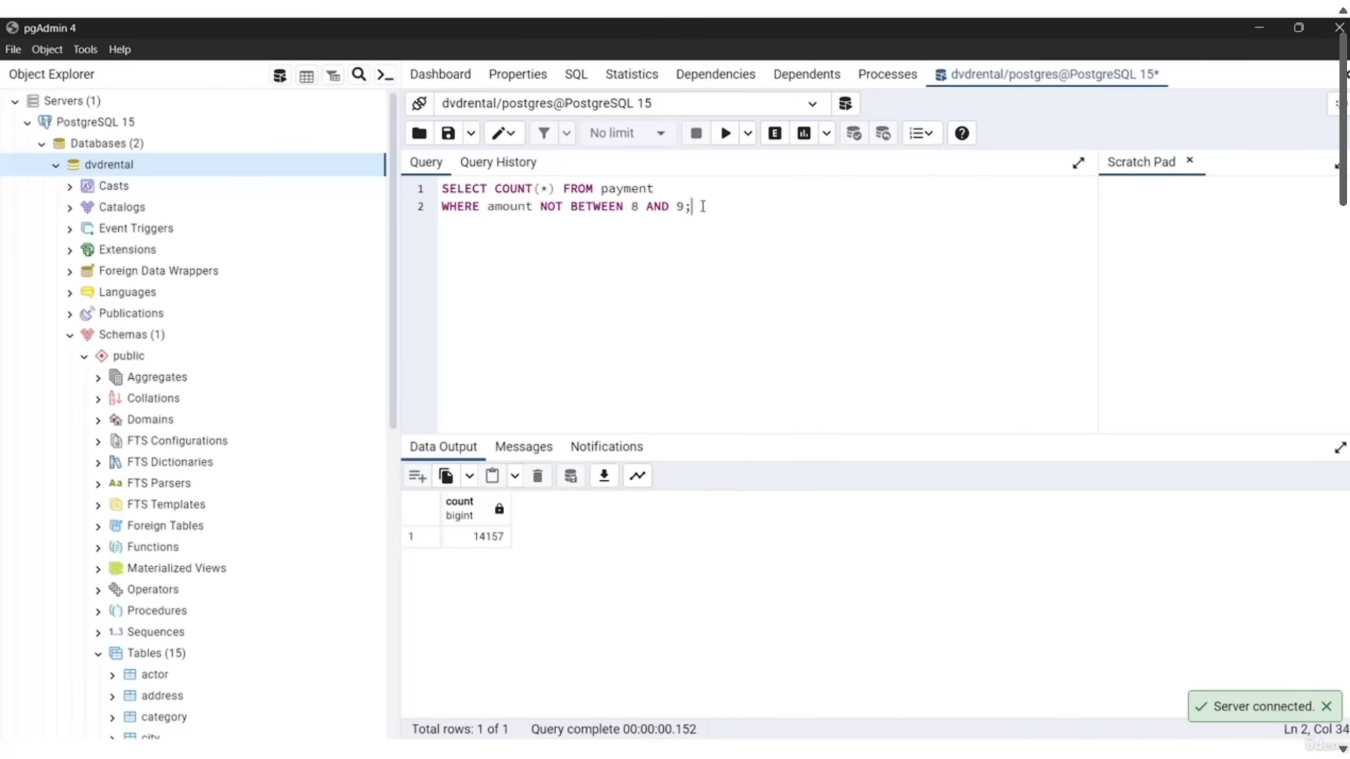 pgAdmin 4
File Object Tools Help
Object Explorer
Dashboard Properties SQL Statistics Dependencies Dependents Processes dvdrental/postgres@PostgreSQL 15*
Servers (1)
PostgreSQL 15
Databases (2)
dvdrental
Casts
Catalogs
Event Triggers
Extensions
Foreign Data Wrappers
Languages
Publications
Schemas (1)
public
Aggregates
Collations
Domains
FTS Configurations
FTS Dictionaries
Aa FTS Parsers
FTS Templates
Foreign Tables
Functions
Materialized Views
Operators
Procedures
1..3 Sequences
Tables (15)
actor
address
category
city
dvdrental/postgres@PostgreSQL 15
No limit
E
Query Query History
Scratch Pad
1 SELECT COUNT(*) FROM payment
2 WHERE amount NOT BETWEEN 8 AND 9;
Data Output Messages Notifications
count
bigint
1 14157
Server connected.
Total rows: 1 of 1 Query complete 00:00:00.152
Ln 2, Col 34